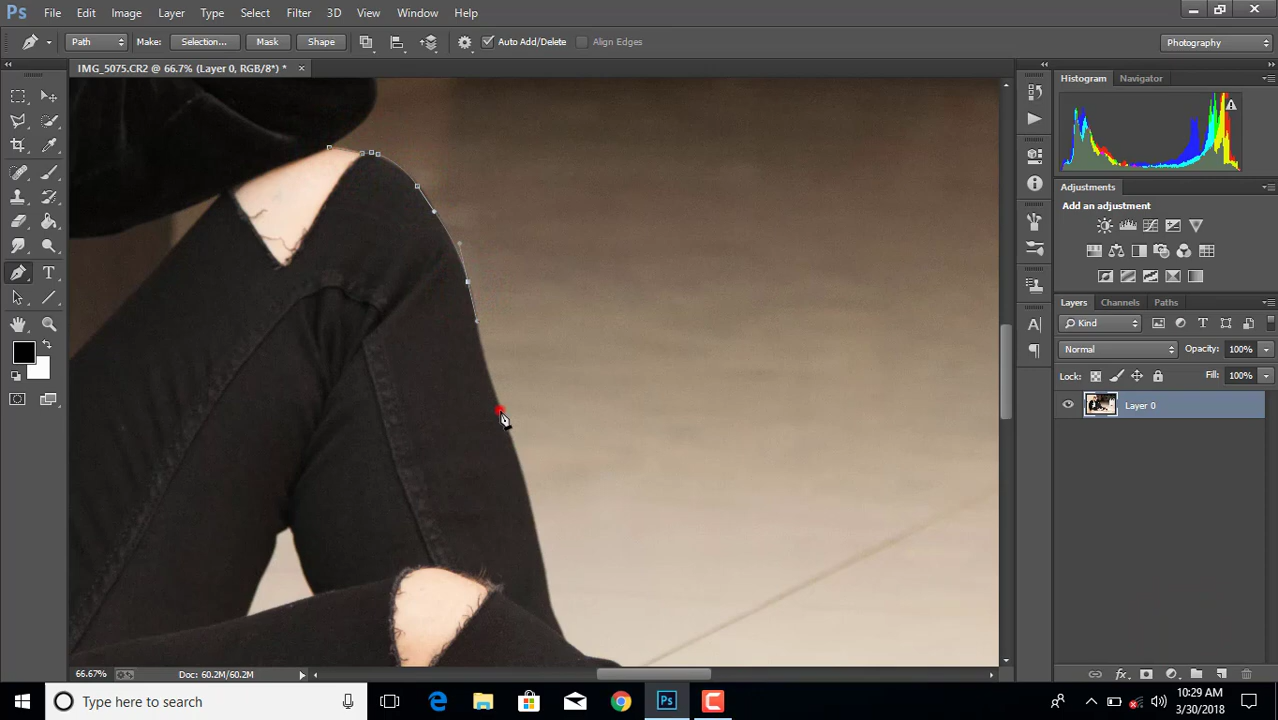 Ps File Edit Image Layer Type Select Filter 3D View Window Help
Path Make: Selection... Mask Shape Auto Add/Delete Align Edges Photography
IMG_5075.CR2 @ 66.7% (Layer 0, RGB/8*) * ×
Histogram Navigator
Adjustments
Add an adjustment
Layers Channels Paths
Kind
Normal Opacity: 100%
Lock: Fill: 100%
Layer 0
66.67% Doc: 60.2M/60.2M
Type here to search
Ps
10:29 AM
3/30/2018